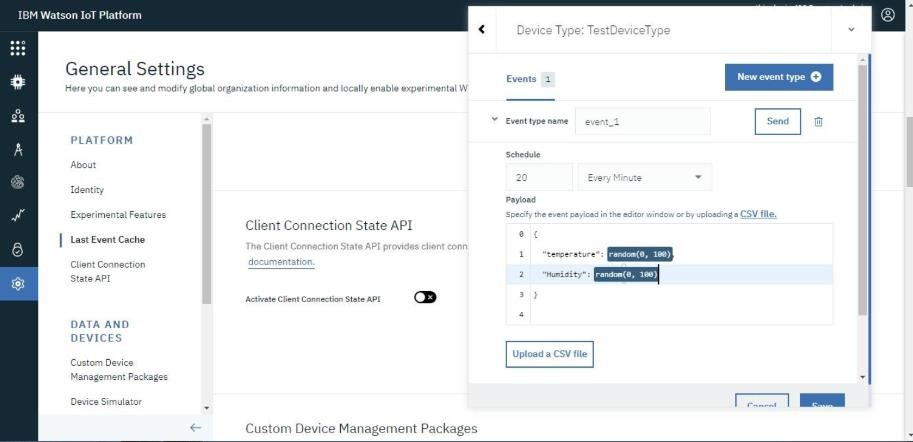 IBM Watson IoT Platform
General Settings
Here you can see and modify global organization information and locally enable experimental W
PLATFORM
About
Identity
Experimental Features
Last Event Cache
Client Connection
State API
DATA AND
DEVICES
Custom Device
Management Packages
Device Simulator
Client Connection State API
The Client Connection State API provides client conn
documentation.
Activate Client Connection State API
Custom Device Management Packages
Device Type: TestDeviceType
Events 1
New event type
Event type name event_1 Send
Schedule
20 Every Minute
Payload
Specify the event payload in the editor window or by uploading a CSV file.
0 {
1 "temperature": random(0, 100),
2 "Humidity": random(0, 100)
3 }
4
Upload a CSV file
Cancel Save